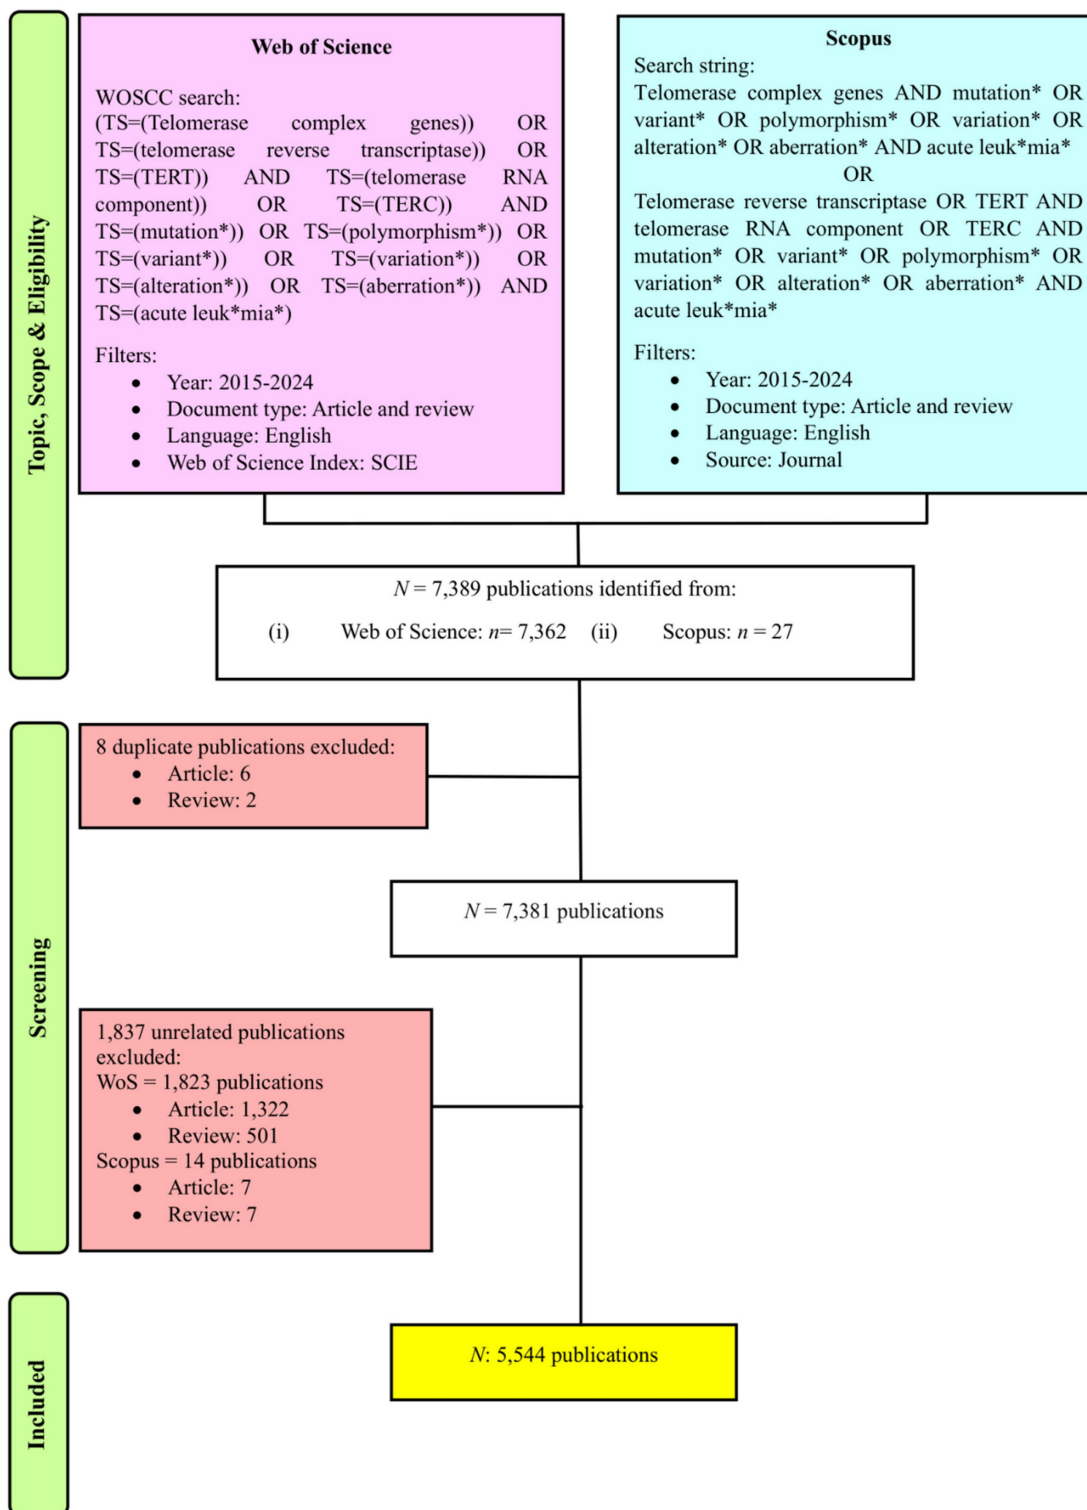 Topic, Scope & Eligibility
Web of Science
WOSCC search:
(TS=(Telomerase complex genes)) OR
TS=(telomerase reverse transcriptase)) OR
TS=(TERT)) AND TS=(telomerase RNA
component)) OR TS=(TERC)) AND
TS=(mutation*)) OR TS=(polymorphism*)) OR
TS=(variant*)) OR TS=(variation*)) OR
TS=(alteration*)) OR TS=(aberration*)) AND
TS=(acute leuk*mia*)
Filters:
• Year: 2015-2024
• Document type: Article and review
• Language: English
• Web of Science Index: SCIE
Scopus
Search string:
Telomerase complex genes AND mutation* OR
variant* OR polymorphism* OR variation* OR
alteration* OR aberration* AND acute leuk*mia*
OR
Telomerase reverse transcriptase OR TERT AND
telomerase RNA component OR TERC AND
mutation* OR variant* OR polymorphism* OR
variation* OR alteration* OR aberration* AND
acute leuk*mia*
Filters:
• Year: 2015-2024
• Document type: Article and review
• Language: English
• Source: Journal
N = 7,389 publications identified from:
(i) Web of Science: n= 7,362 (ii) Scopus: n = 27
Screening
8 duplicate publications excluded:
• Article: 6
• Review: 2
N = 7,381 publications
1,837 unrelated publications
excluded:
WoS = 1,823 publications
• Article: 1,322
• Review: 501
Scopus = 14 publications
• Article: 7
• Review: 7
Included
N: 5,544 publications